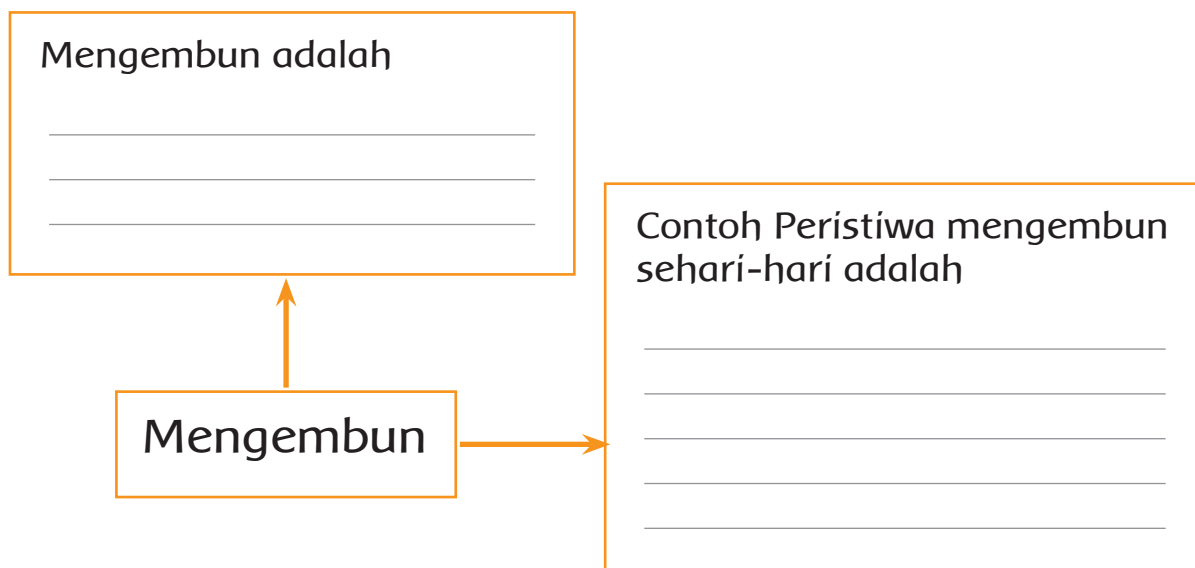 Mengembun adalah
Contoh Peristiwa mengembun
sehari-hari adalah
Mengembun